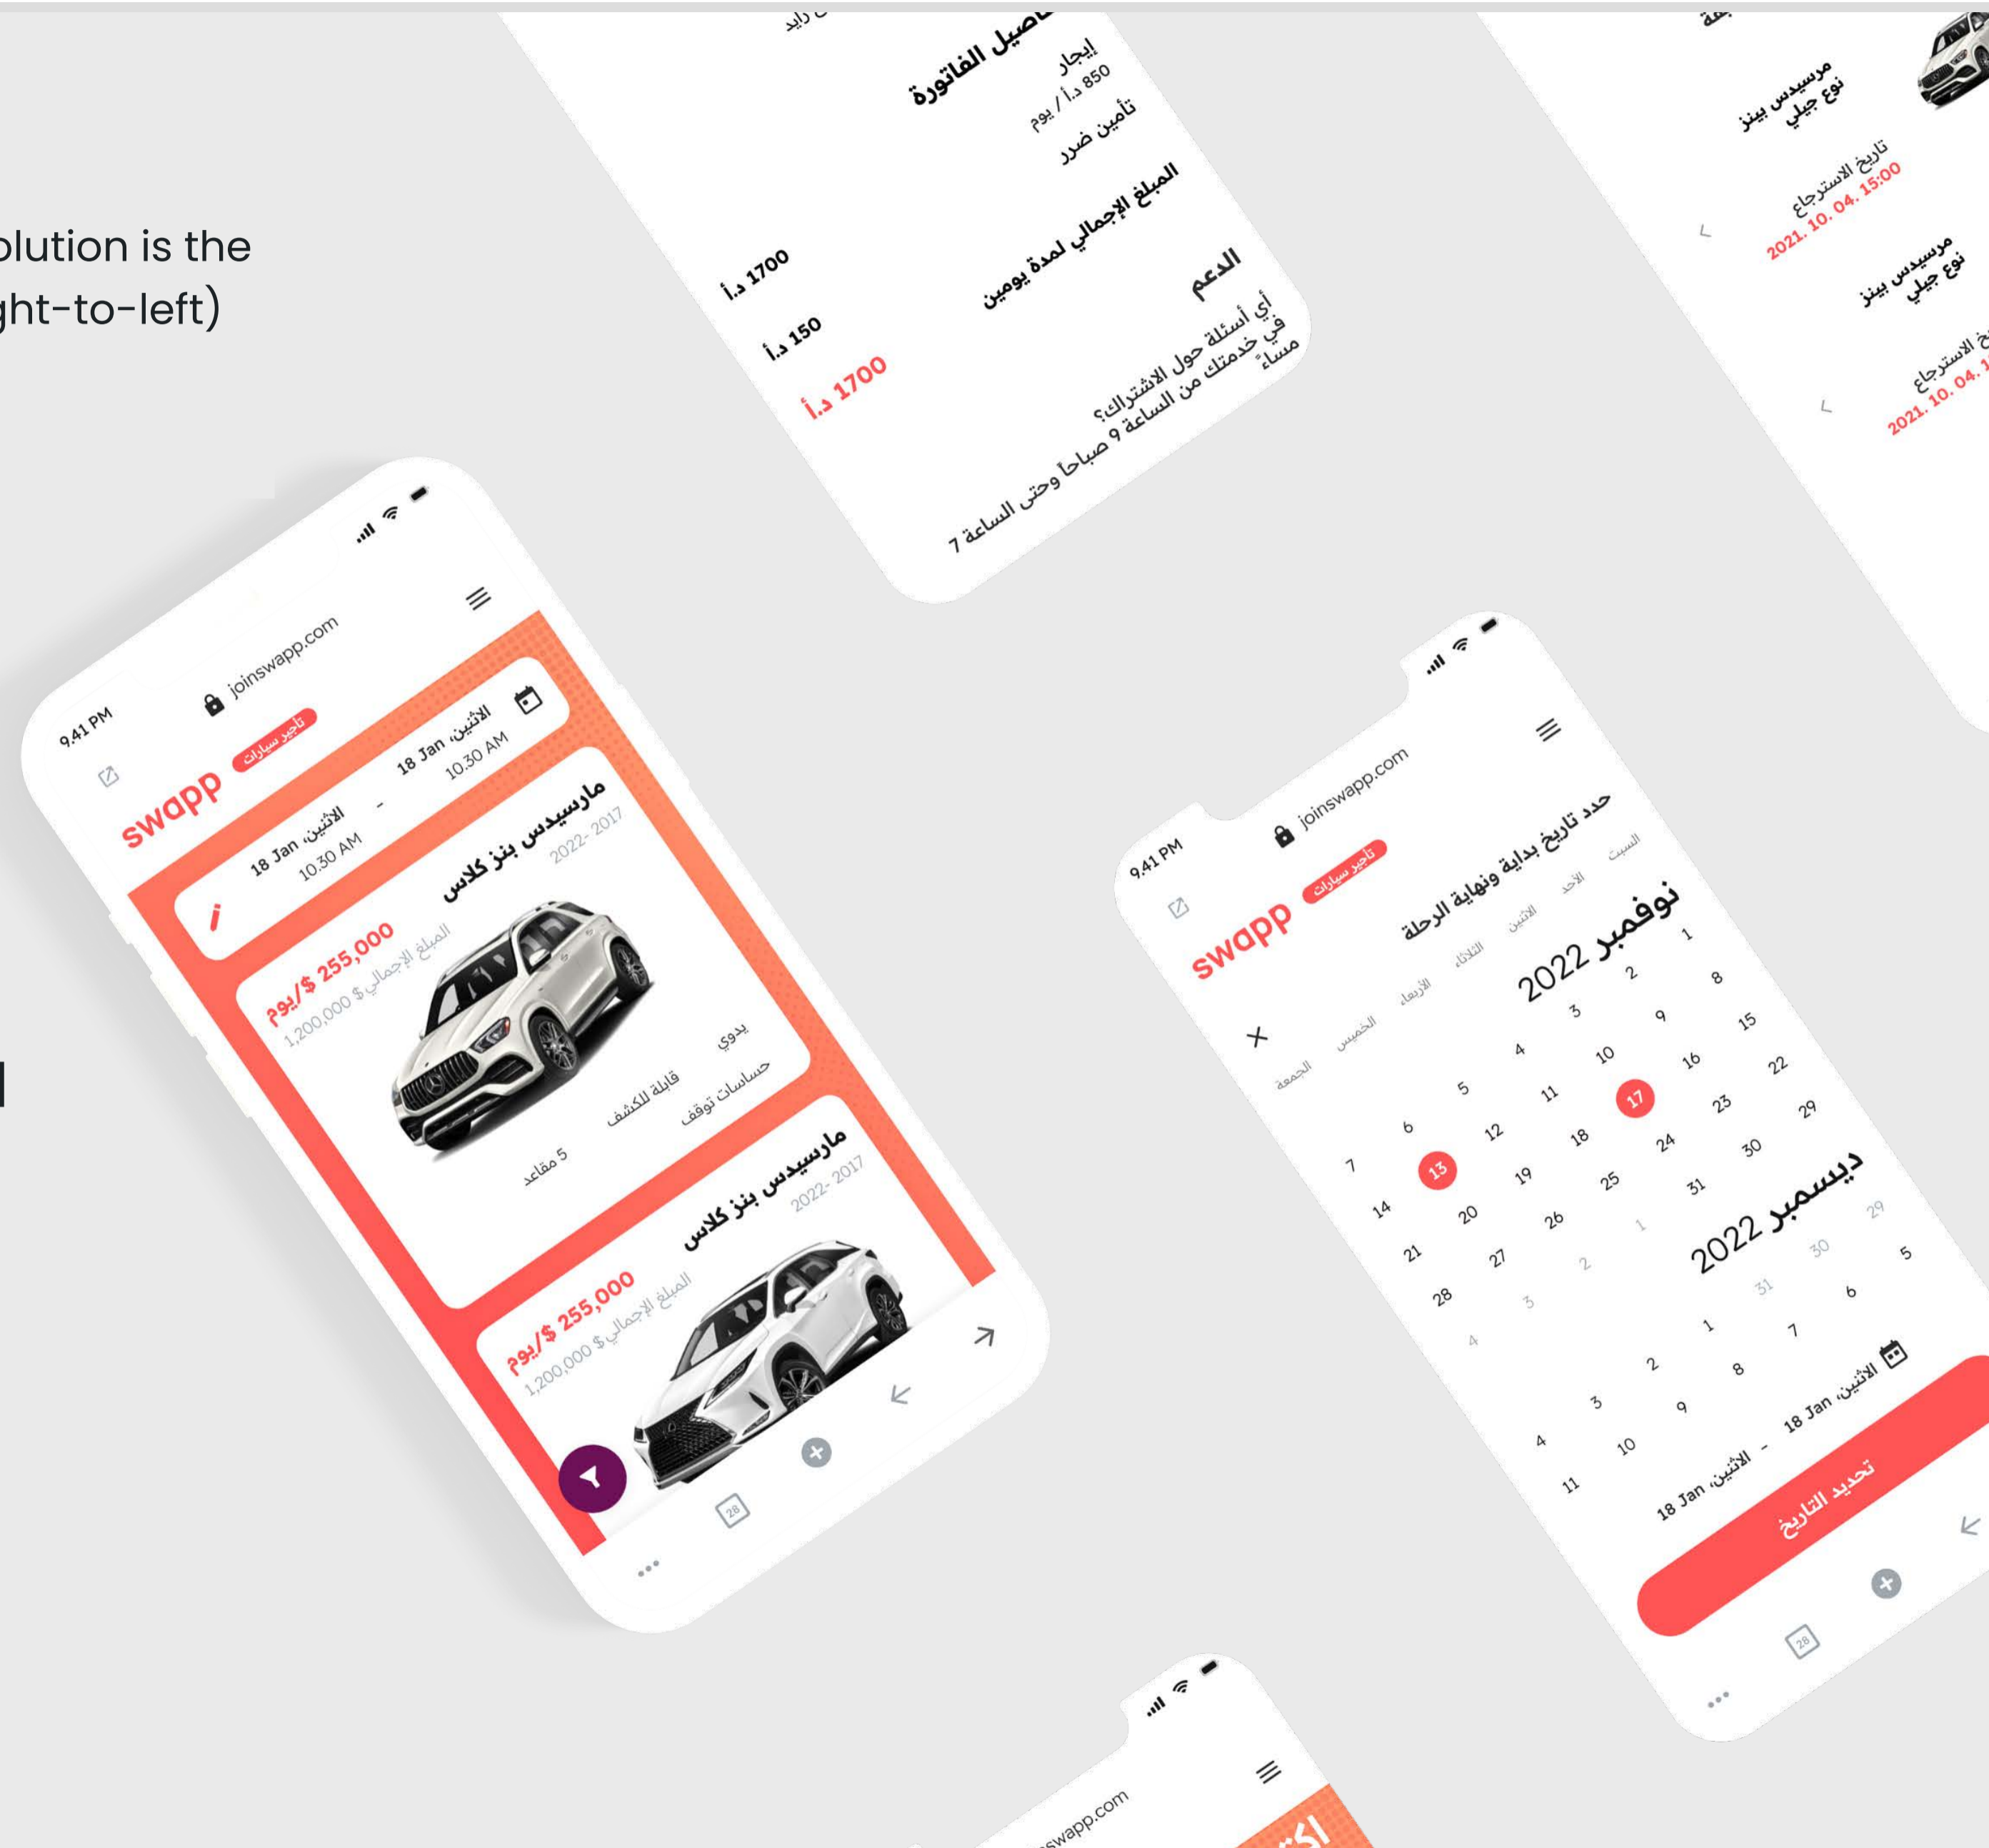 olution is the
ght-to-left)
تفاصيل الفاتورة
إيجار
850 د.أ / يوم
1700 د.أ
تأمين ضرر
150 د.أ
المبلغ الإجمالي لمدة يومين
1700 د.أ
الدعم
أي أسئلة حول الاشتراك؟
في خدمتك من الساعة 9 صباحاً وحتى الساعة 7
مساءً
مرسيدس بينز
نوع جيلي
تاريخ الاسترجاع
2021. 10. 04. 15:00
مرسيدس بينز
نوع جيلي
الاسترجاع
2021. 10. 04.
9.41 PM
joinswapp.com
swapp
تأجير سيارات
الاثنين، 18 Jan - الاثنين، 18 Jan
10.30 AM 10.30 AM
مارسيدس بنز كلاس
2022- 2017
255,000 $/يوم
المبلغ الإجمالي $ 1,200,000
يدوي
قابلة للكشف
5 مقاعد
حساسات توقف
مارسيدس بنز كلاس
2022- 2017
255,000 $/يوم
المبلغ الإجمالي $ 1,200,000
28
9.41 PM
joinswapp.com
swapp
تأجير سيارات
حدد تاريخ بداية ونهاية الرحلة
السبت الأحد الاثنين الثلاثاء الأربعاء الخميس الجمعة
نوفمبر 2022
1 2 3 4 5 6 7
8 9 10 11 12 13 14
15 16 17 18 19 20 21
22 23 24 25 26 27 28
29 30 31 1 2 3 4
ديسمبر 2022
29 30 31 1 2 3 4
5 6 7 8 9 10 11
الاثنين، 18 Jan - الاثنين، 18 Jan
تحديد التاريخ
28
swapp.com